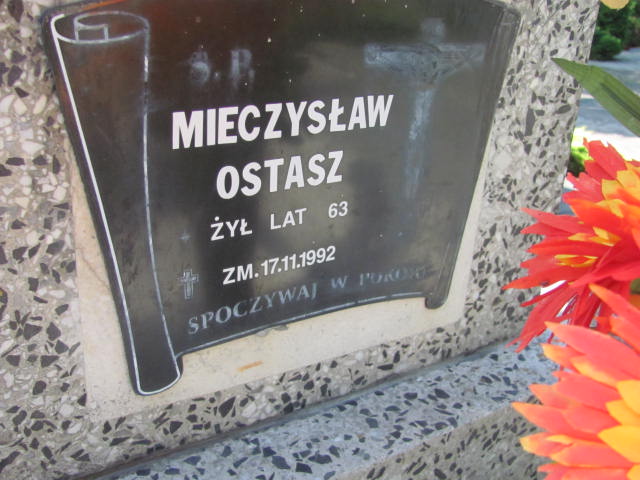 Ś.P.
MIECZYSŁAW
OSTASZ
ŻYŁ LAT 63
ZM. 17.11.1992
SPOCZYWAJ W POKOJU